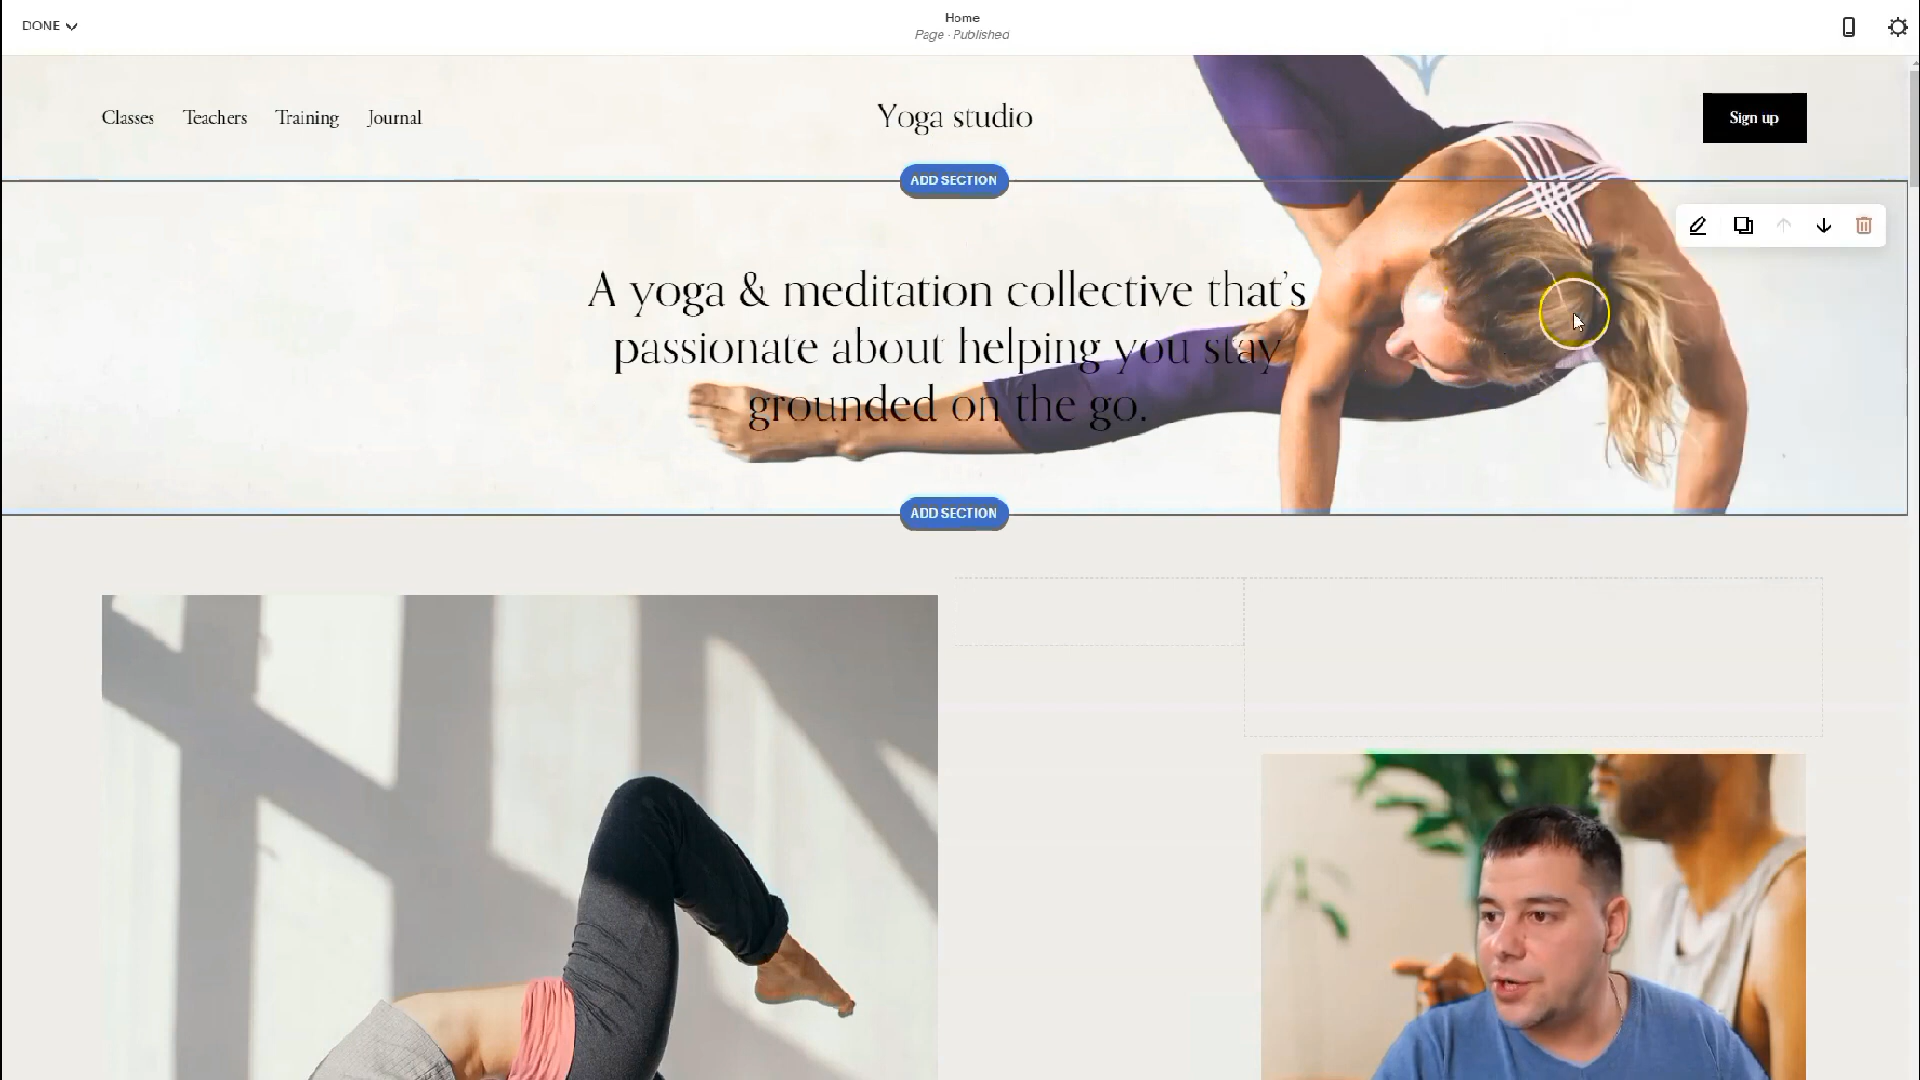 DONE
Home
Page · Published
Classes Teachers Training Journal
Yoga studio
Sign up
ADD SECTION
A yoga & meditation collective that's
passionate about helping you stay
grounded on the go.
ADD SECTION